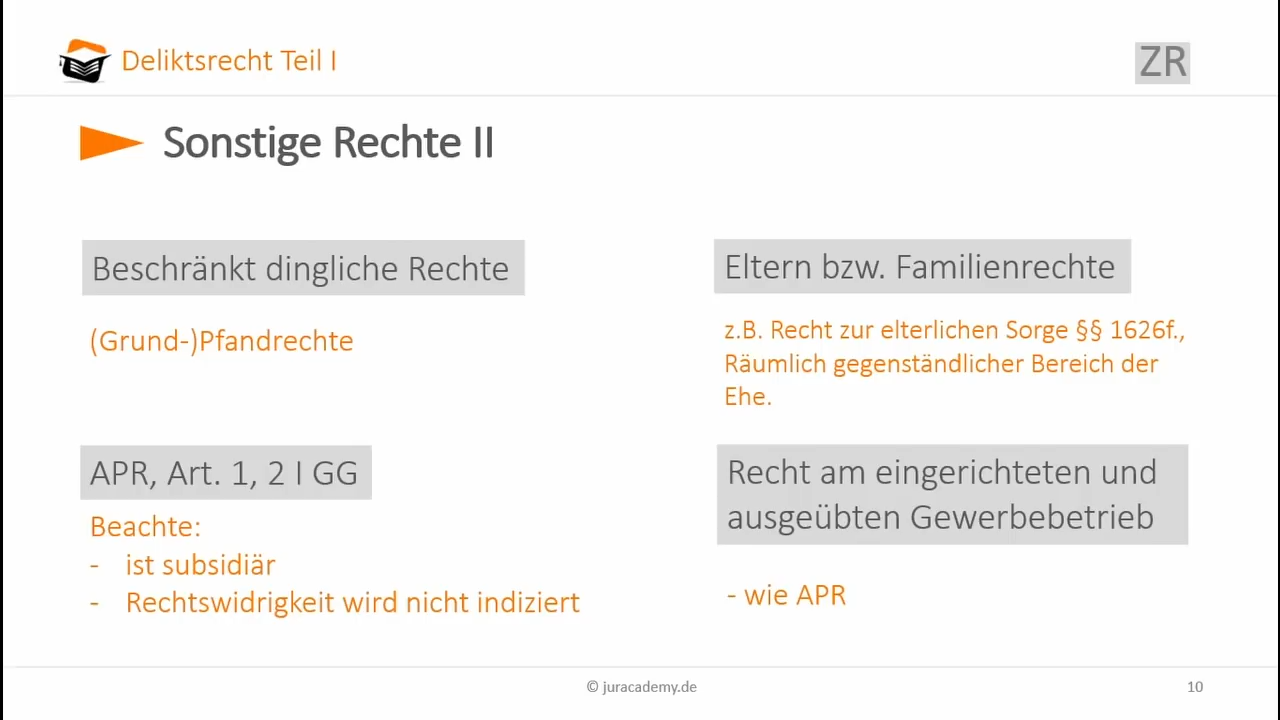 Deliktsrecht Teil I
ZR
Sonstige Rechte II
Beschränkt dingliche Rechte
(Grund-)Pfandrechte
Eltern bzw. Familienrechte
z.B. Recht zur elterlichen Sorge §§ 1626f.,
Räumlich gegenständlicher Bereich der
Ehe.
APR, Art. 1, 2 I GG
Beachte:
- ist subsidiär
- Rechtswidrigkeit wird nicht indiziert
Recht am eingerichteten und
ausgeübten Gewerbebetrieb
- wie APR
© juracademy.de
10